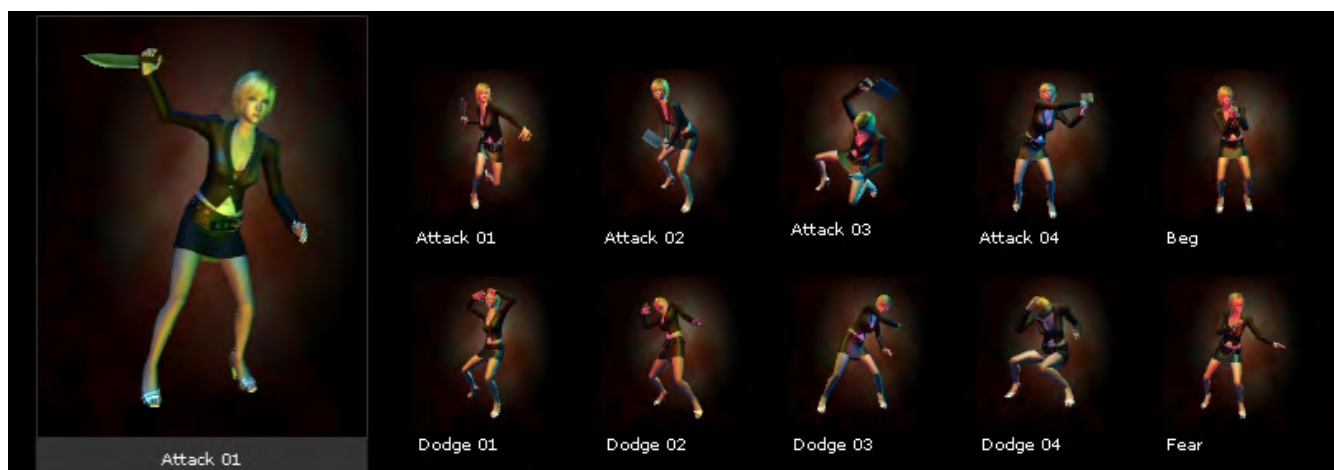 Attack 01
Attack 01
Attack 02
Attack 03
Attack 04
Beg
Dodge 01
Dodge 02
Dodge 03
Dodge 04
Fear